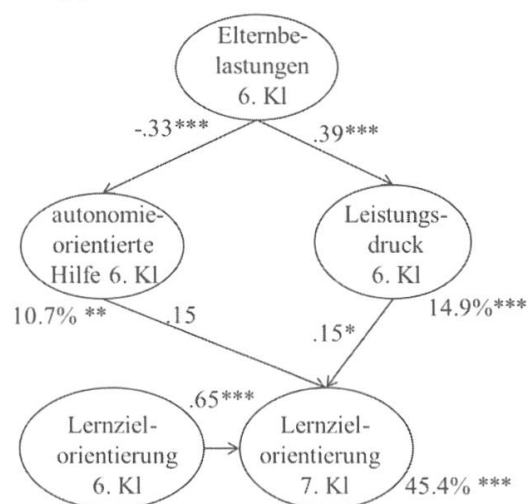 Elternbe-
lastungen
6. Kl
-.33***
.39***
autonomie-
orientierte
Hilfe 6. Kl
Leistungs-
druck
6. Kl
10.7% **
.15
.15*
14.9%***
.65***
Lernziel-
orientierung
6. Kl
Lernziel-
orientierung
7. Kl
45.4% ***